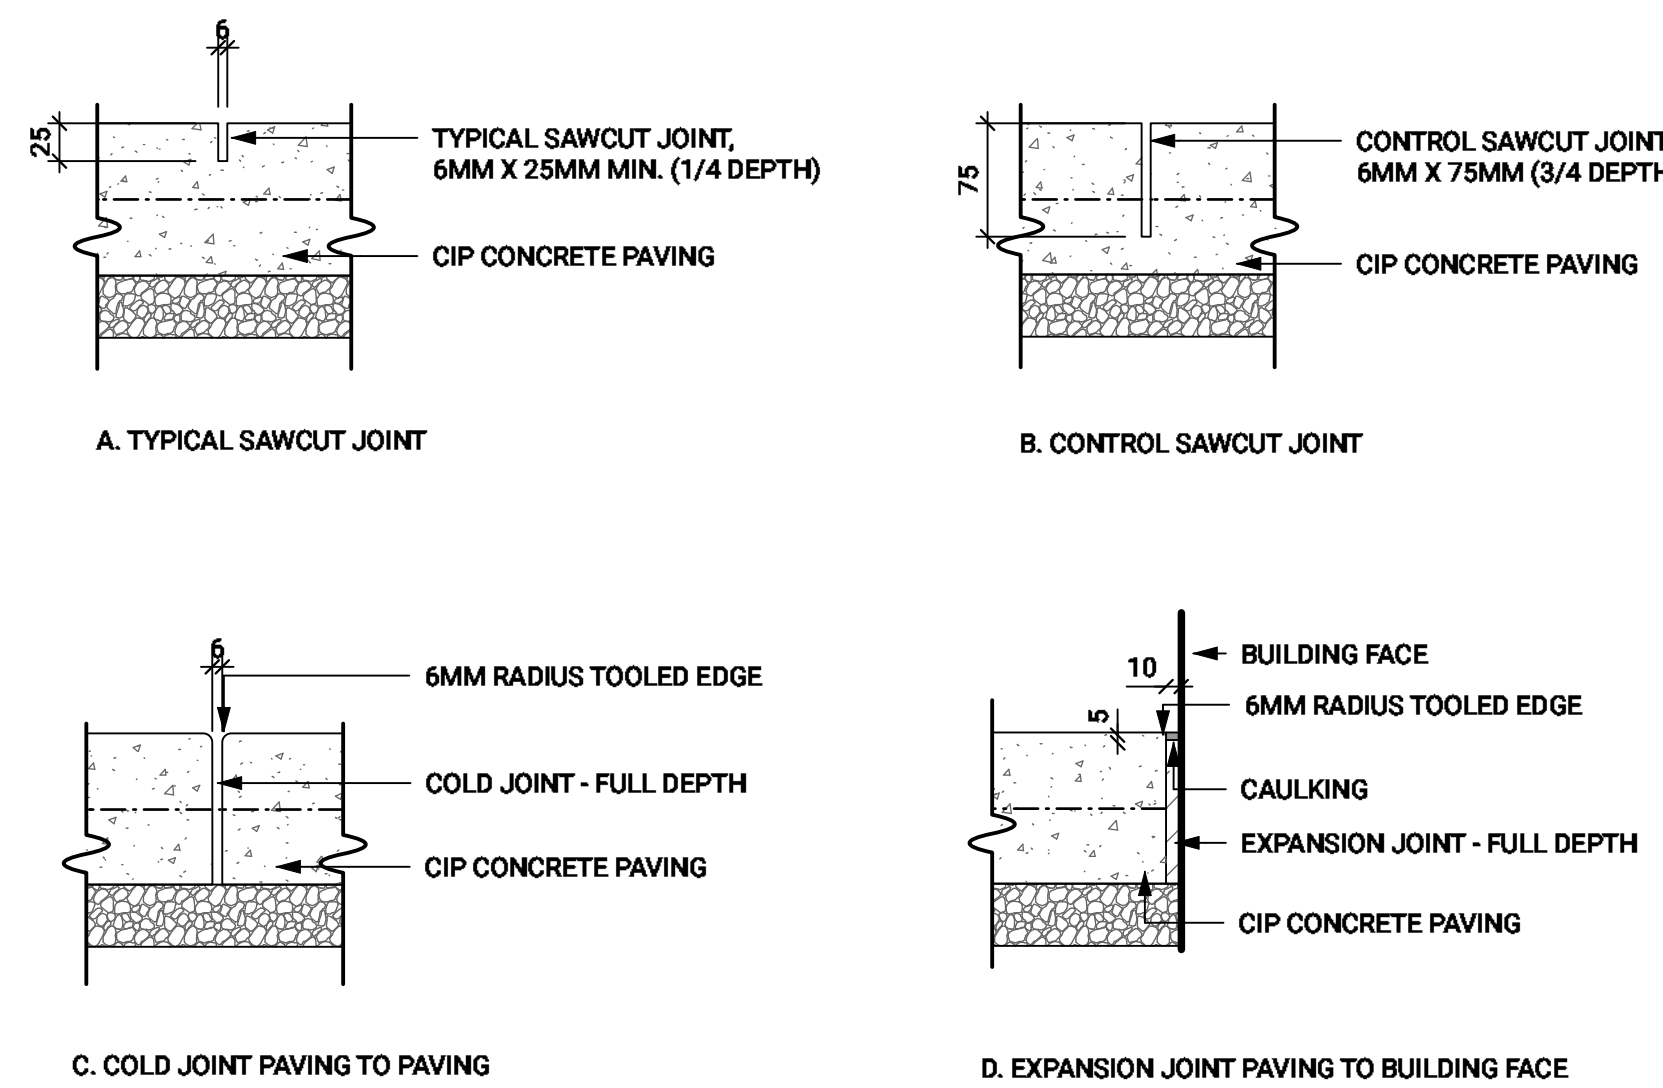 6
25
TYPICAL SAWCUT JOINT,
6MM X 25MM MIN. (1/4 DEPTH)
CIP CONCRETE PAVING
A. TYPICAL SAWCUT JOINT
75
CONTROL SAWCUT JOINT
6MM X 75MM (3/4 DEPTH
CIP CONCRETE PAVING
B. CONTROL SAWCUT JOINT
6
6MM RADIUS TOOLED EDGE
COLD JOINT - FULL DEPTH
CIP CONCRETE PAVING
C. COLD JOINT PAVING TO PAVING
BUILDING FACE
10
6MM RADIUS TOOLED EDGE
5
CAULKING
EXPANSION JOINT - FULL DEPTH
CIP CONCRETE PAVING
D. EXPANSION JOINT PAVING TO BUILDING FACE